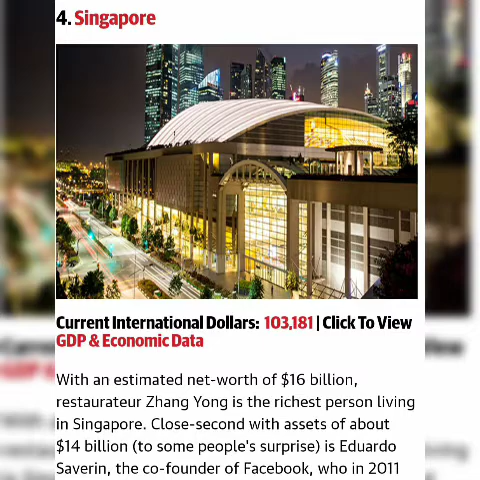 4. Singapore
Current International Dollars: 103,181 | Click To View
GDP & Economic Data
With an estimated net-worth of $16 billion,
restaurateur Zhang Yong is the richest person living
in Singapore. Close-second with assets of about
$14 billion (to some people's surprise) is Eduardo
Saverin, the co-founder of Facebook, who in 2011